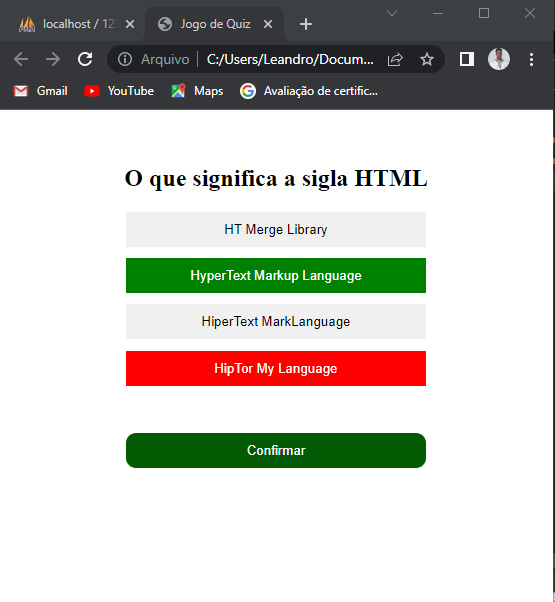 localhost / 12
Jogo de Quiz
Arquivo
C:/Users/Leandro/Docum...
Gmail
YouTube
Maps
Avaliação de certific...
O que significa a sigla HTML
HT Merge Library
HyperText Markup Language
HiperText MarkLanguage
HipTor My Language
Confirmar